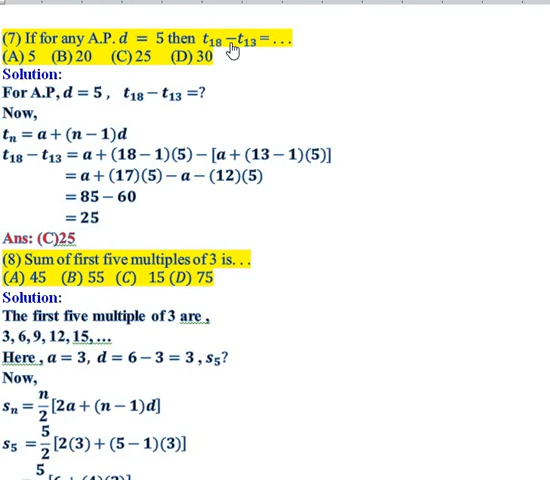 (7) If for any A.P. d = 5 then t₁₈ − t₁₃ = . . .
(A) 5 (B) 20 (C) 25 (D) 30
Solution:
For A.P, d = 5 , t₁₈ − t₁₃ =?
Now,
tₙ = a + (n − 1)d
t₁₈ − t₁₃ = a + (18 − 1)(5) − [a + (13 − 1)(5)]
= a + (17)(5) − a − (12)(5)
= 85 − 60
= 25
Ans: (C)25
(8) Sum of first five multiples of 3 is. . .
(A) 45 (B) 55 (C) 15 (D) 75
Solution:
The first five multiple of 3 are ,
3, 6, 9, 12, 15, ...
Here , a = 3, d = 6 − 3 = 3 , s₅?
Now,
sₙ = n/2 [2a + (n − 1)d]
s₅ = 5/2 [2(3) + (5 − 1)(3)]
5